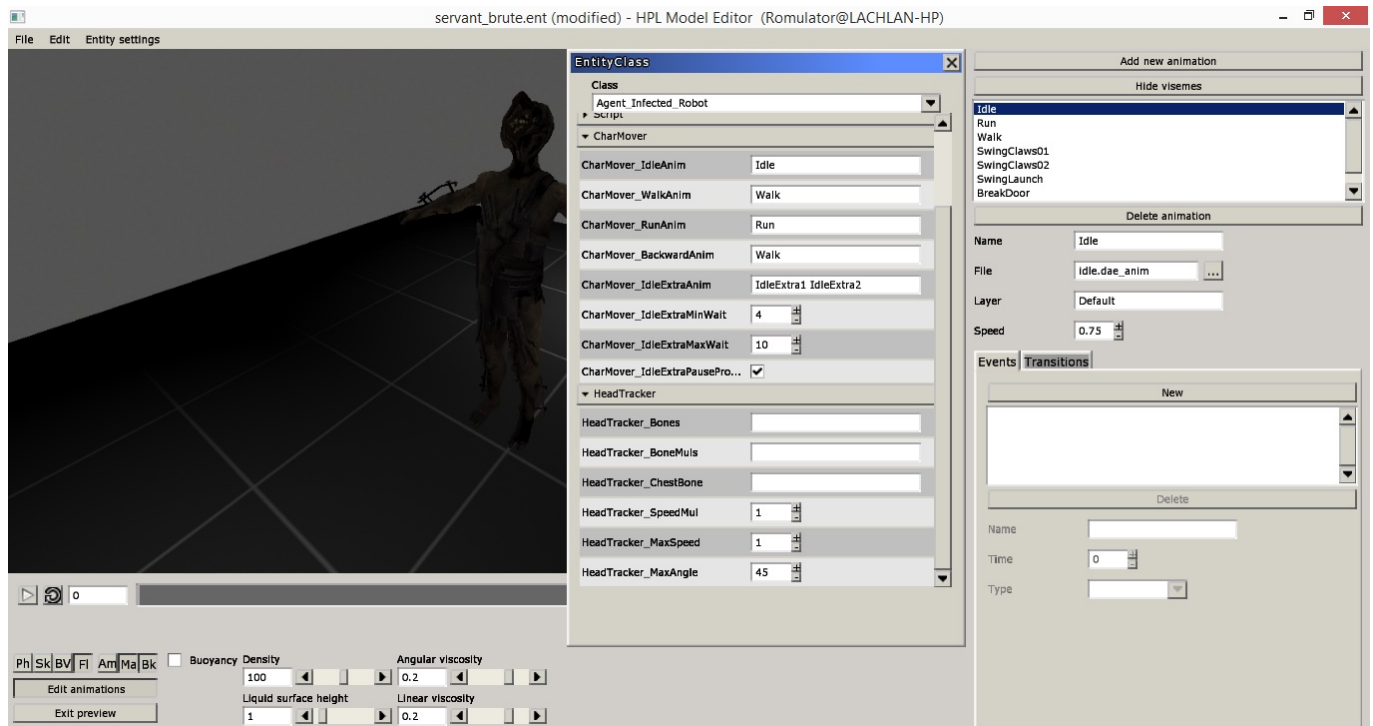 servant_brute.ent (modified) - HPL Model Editor (Romulator@LACHLAN-HP)
File Edit Entity settings
EntityClass
Class
Agent_Infected_Robot
Script
CharMover
CharMover_IdleAnim Idle
CharMover_WalkAnim Walk
CharMover_RunAnim Run
CharMover_BackwardAnim Walk
CharMover_IdleExtraAnim IdleExtra1 IdleExtra2
CharMover_IdleExtraMinWait 4
CharMover_IdleExtraMaxWait 10
CharMover_IdleExtraPausePro...
HeadTracker
HeadTracker_Bones
HeadTracker_BoneMuls
HeadTracker_ChestBone
HeadTracker_SpeedMul 1
HeadTracker_MaxSpeed 1
HeadTracker_MaxAngle 45
Add new animation
Hide visemes
Idle
Run
Walk
SwingClaws01
SwingClaws02
SwingLaunch
BreakDoor
Delete animation
Name Idle
File idle.dae_anim ...
Layer Default
Speed 0.75
Events Transitions
New
Delete
Name
Time 0
Type
0
Ph Sk BV Fl Am Ma Bk Buoyancy Density Angular viscosity
100 0.2
Edit animations
Liquid surface height Linear viscosity
Exit preview 1 0.2